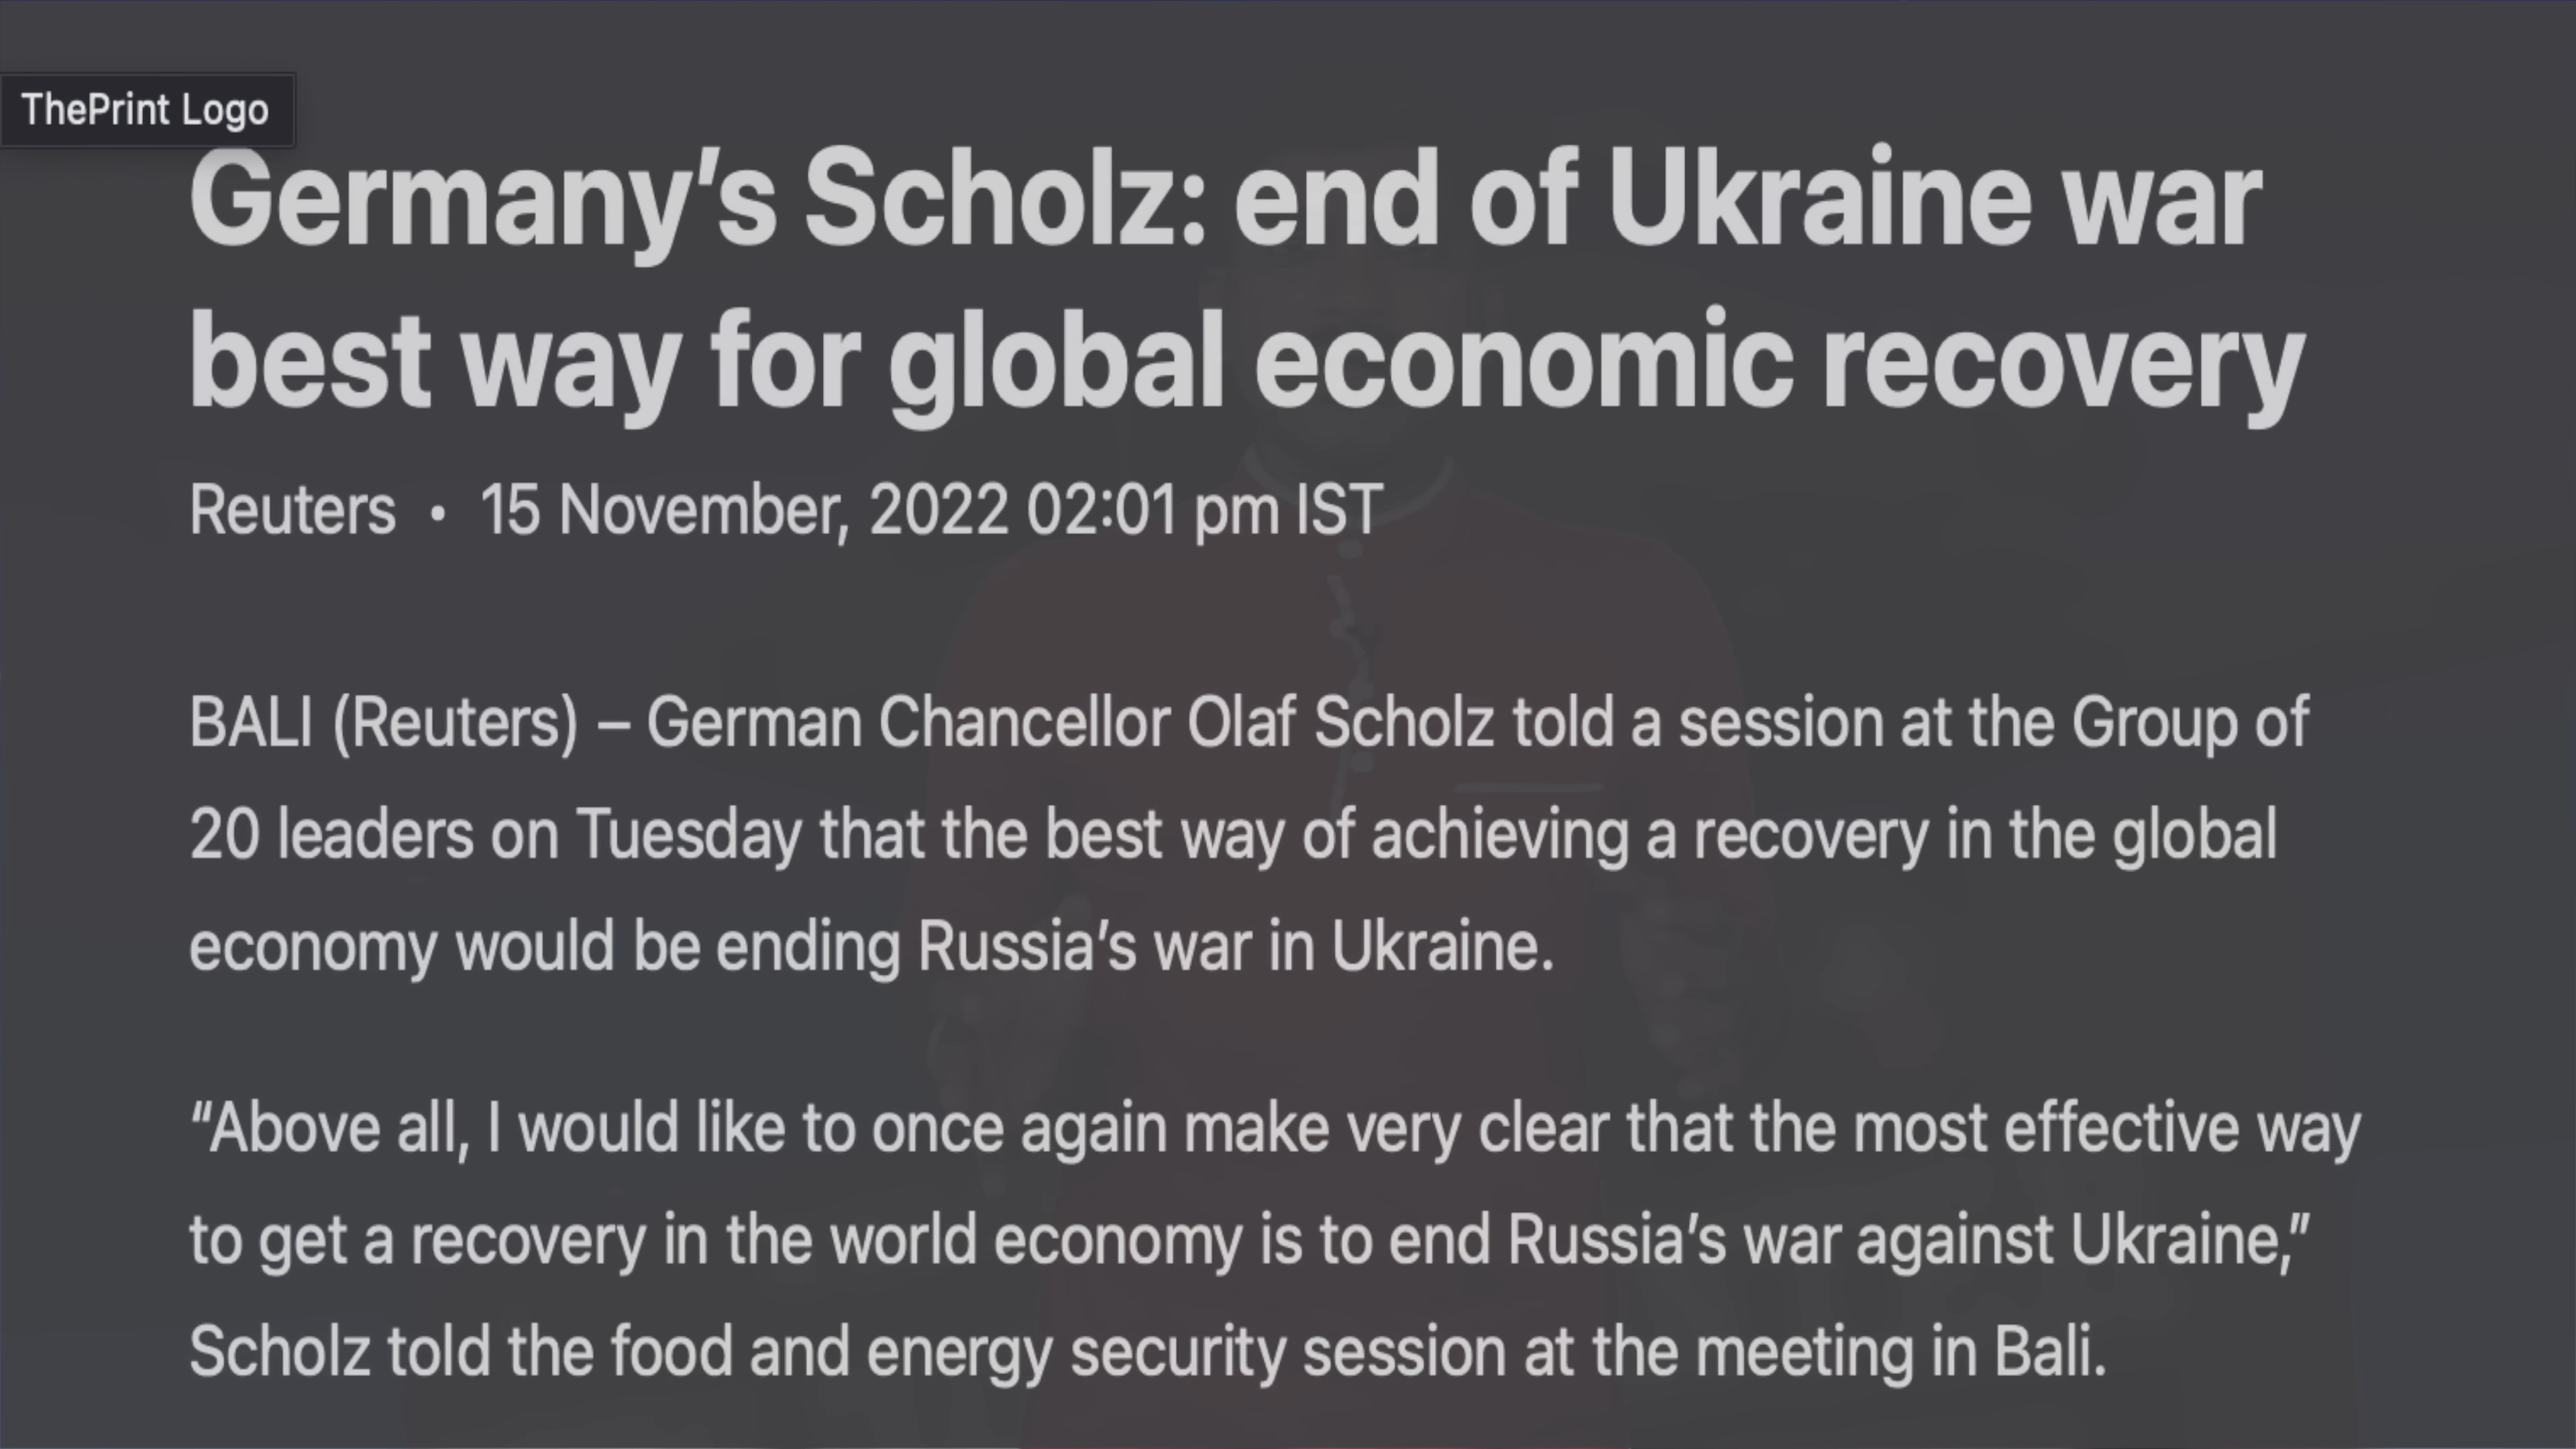 ThePrint Logo
Germany’s Scholz: end of Ukraine war
best way for global economic recovery
Reuters • 15 November, 2022 02:01 pm IST
BALI (Reuters) – German Chancellor Olaf Scholz told a session at the Group of
20 leaders on Tuesday that the best way of achieving a recovery in the global
economy would be ending Russia’s war in Ukraine.
“Above all, I would like to once again make very clear that the most effective way
to get a recovery in the world economy is to end Russia’s war against Ukraine,”
Scholz told the food and energy security session at the meeting in Bali.